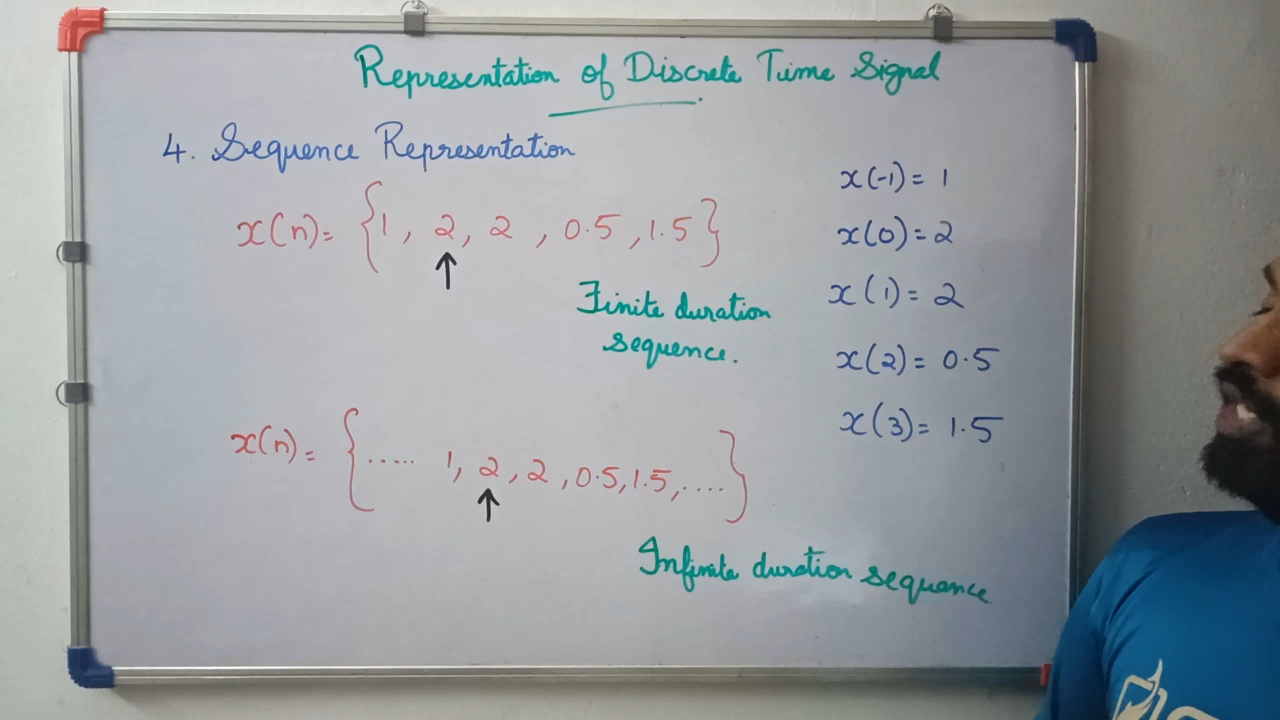 Representation of Discrete Time Signal
4. Sequence Representation
x(n)= {1, 2, 2, 0.5, 1.5}
↑
Finite duration
sequence.
x(-1)= 1
x(0)=2
x(1)= 2
x(2)= 0.5
x(3)= 1.5
x(n)= {..... 1, 2, 2, 0.5, 1.5, ....}
↑
Infinite duration sequence